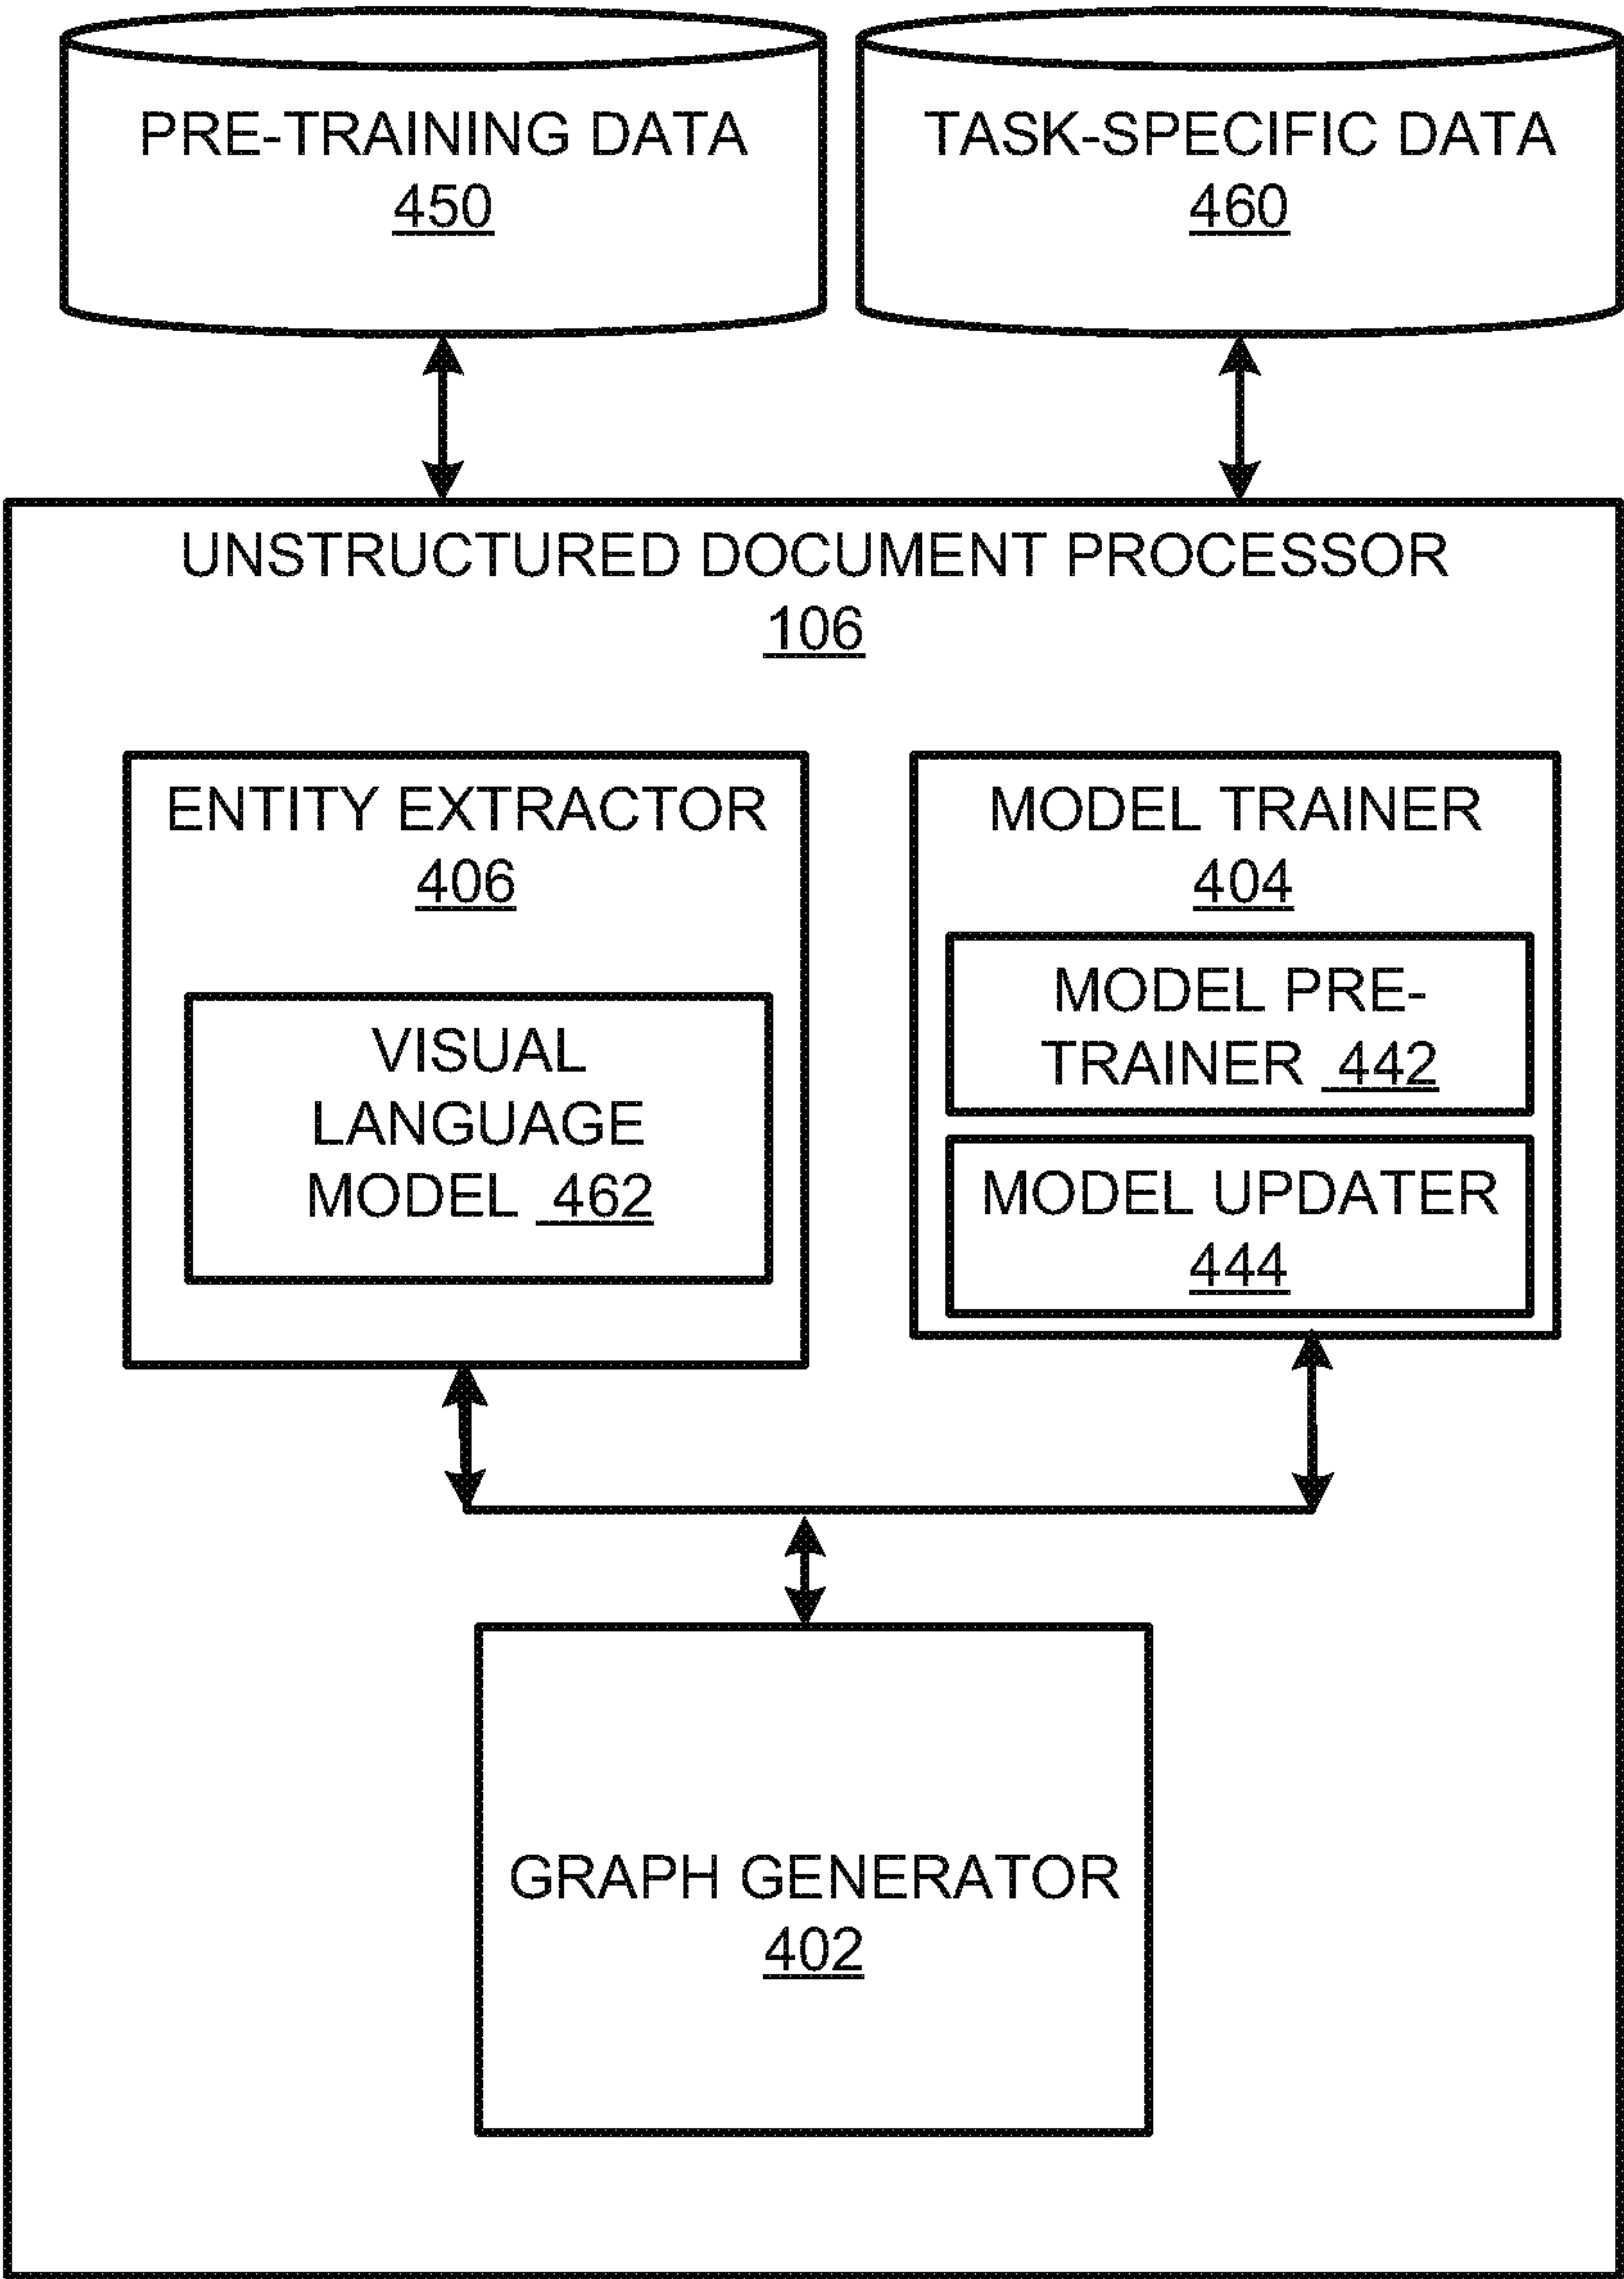 PRE-TRAINING DATA
450
TASK-SPECIFIC DATA
460
UNSTRUCTURED DOCUMENT PROCESSOR
106
ENTITY EXTRACTOR
406
VISUAL
LANGUAGE
MODEL 462
MODEL TRAINER
404
MODEL PRE-
TRAINER 442
MODEL UPDATER
444
GRAPH GENERATOR
402